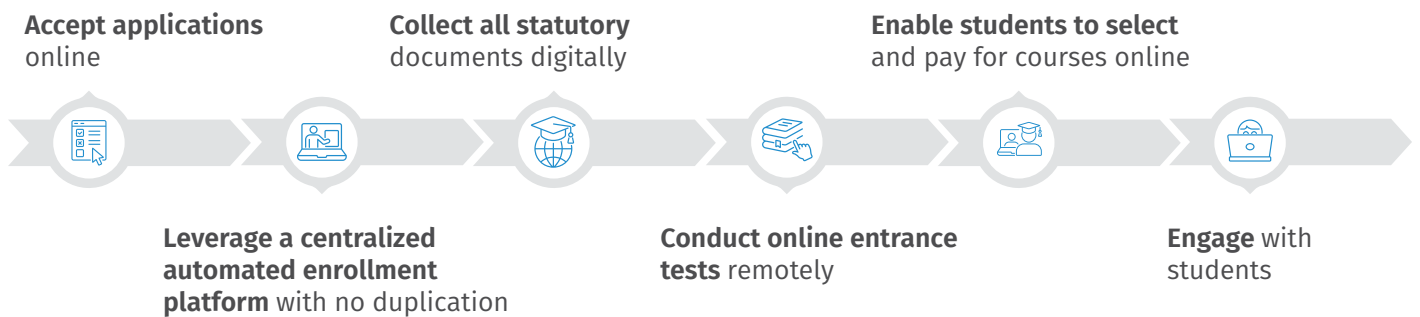 Accept applications
online
Leverage a centralized
automated enrollment
platform with no duplication
Collect all statutory
documents digitally
Conduct online entrance
tests remotely
Enable students to select
and pay for courses online
Engage with
students